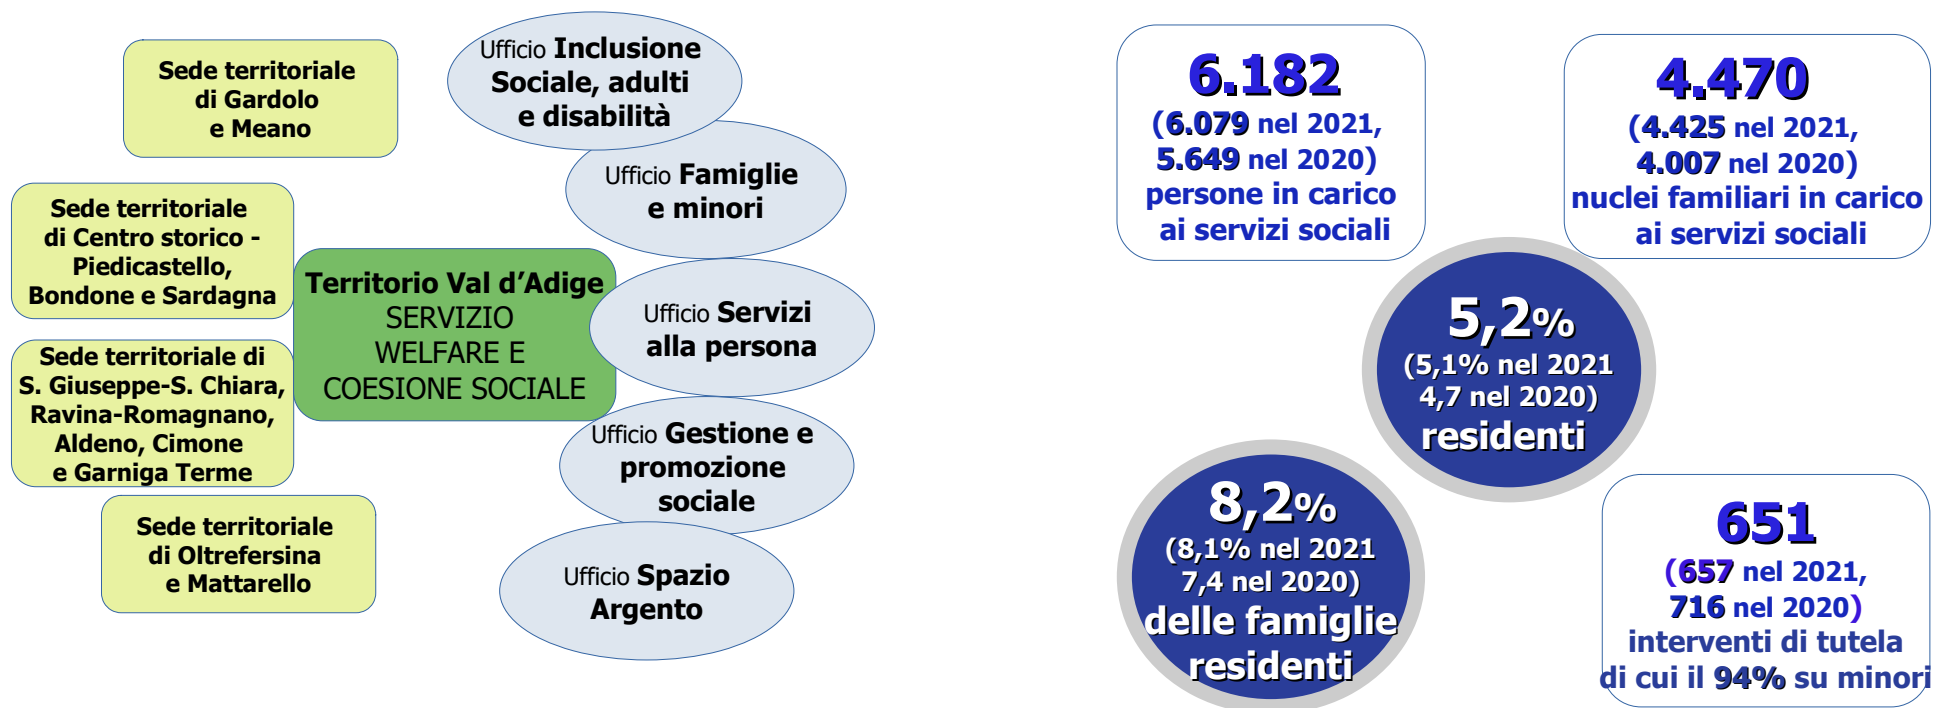 Sede territoriale
di Gardolo
e Meano
Sede territoriale
di Centro storico -
Piedicastello,
Bondone e Sardagna
Sede territoriale di
S. Giuseppe-S. Chiara,
Ravina-Romagnano,
Aldeno, Cimone
e Garniga Terme
Sede territoriale
di Oltrefersina
e Mattarello
Territorio Val d’Adige
SERVIZIO
WELFARE E
COESIONE SOCIALE
Ufficio Inclusione
Sociale, adulti
e disabilità
Ufficio Famiglie
e minori
Ufficio Servizi
alla persona
Ufficio Gestione e
promozione
sociale
Ufficio Spazio
Argento
6.182
(6.079 nel 2021,
5.649 nel 2020)
persone in carico
ai servizi sociali
4.470
(4.425 nel 2021,
4.007 nel 2020)
nuclei familiari in carico
ai servizi sociali
5,2%
(5,1% nel 2021
4,7 nel 2020)
residenti
8,2%
(8,1% nel 2021
7,4 nel 2020)
delle famiglie
residenti
651
(657 nel 2021,
716 nel 2020)
interventi di tutela
di cui il 94% su minori